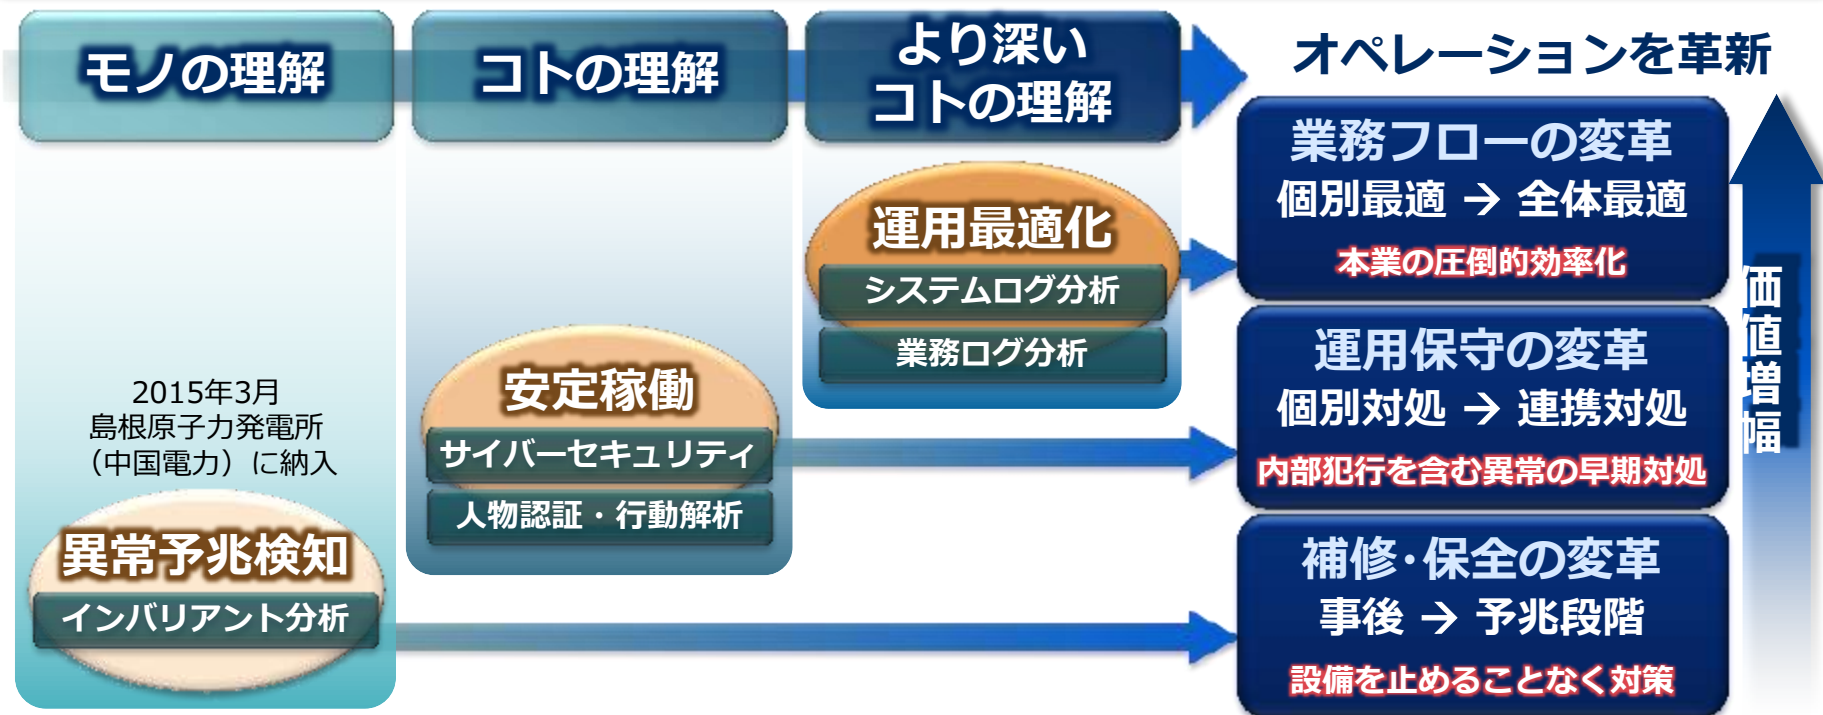 モノの理解
コトの理解
より深い
コトの理解
オペレーションを革新
運用最適化
システムログ分析
業務ログ分析
安定稼働
サイバーセキュリティ
人物認証・行動解析
2015年3月
島根原子力発電所
（中国電力）に納入
異常予兆検知
インバリアント分析
業務フローの変革
個別最適 → 全体最適
本業の圧倒的効率化
運用保守の変革
個別対処 → 連携対処
内部犯行を含む異常の早期対処
補修･保全の変革
事後 → 予兆段階
設備を止めることなく対策
価値増幅